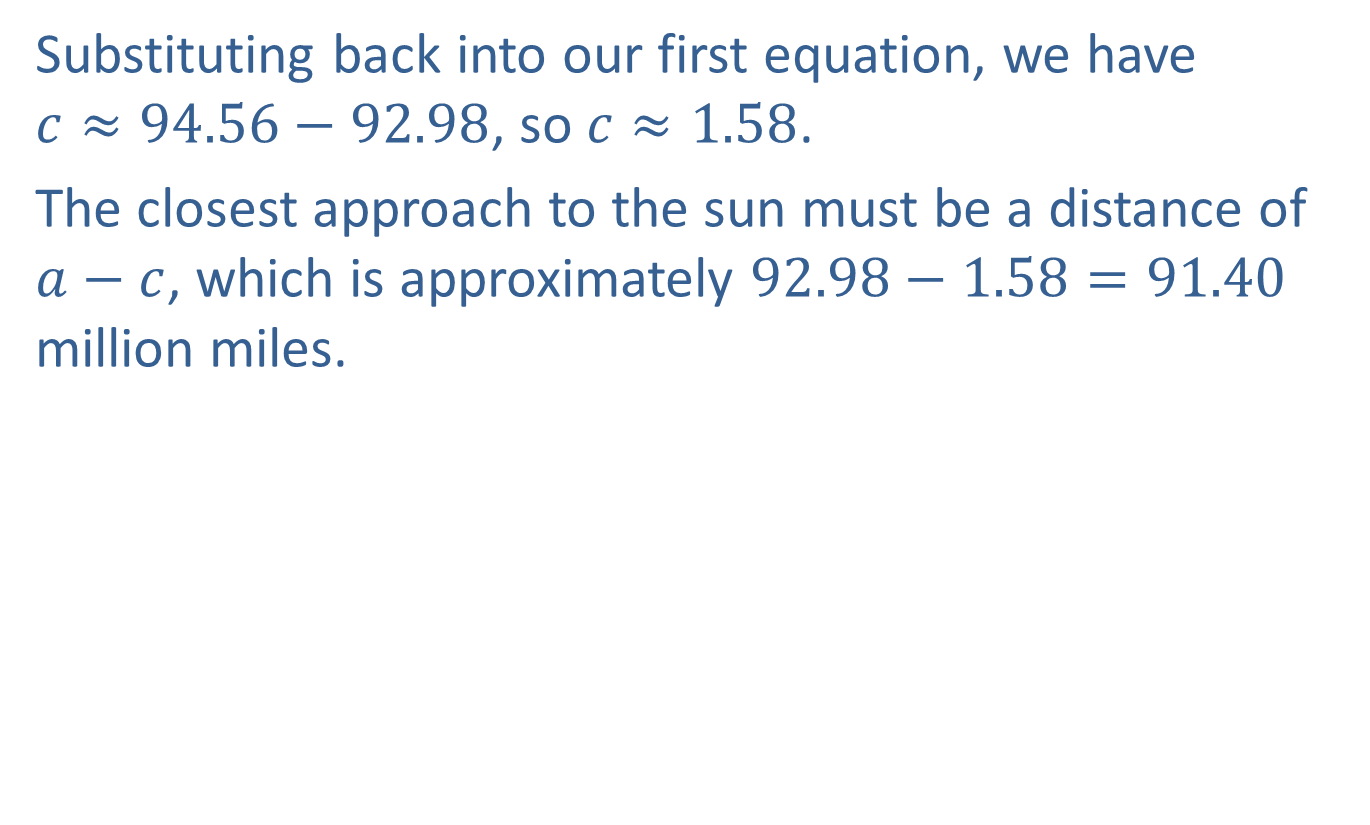 Substituting back into our first equation, we have
c ≈ 94.56 − 92.98, so c ≈ 1.58.
The closest approach to the sun must be a distance of
a − c, which is approximately 92.98 − 1.58 = 91.40
million miles.